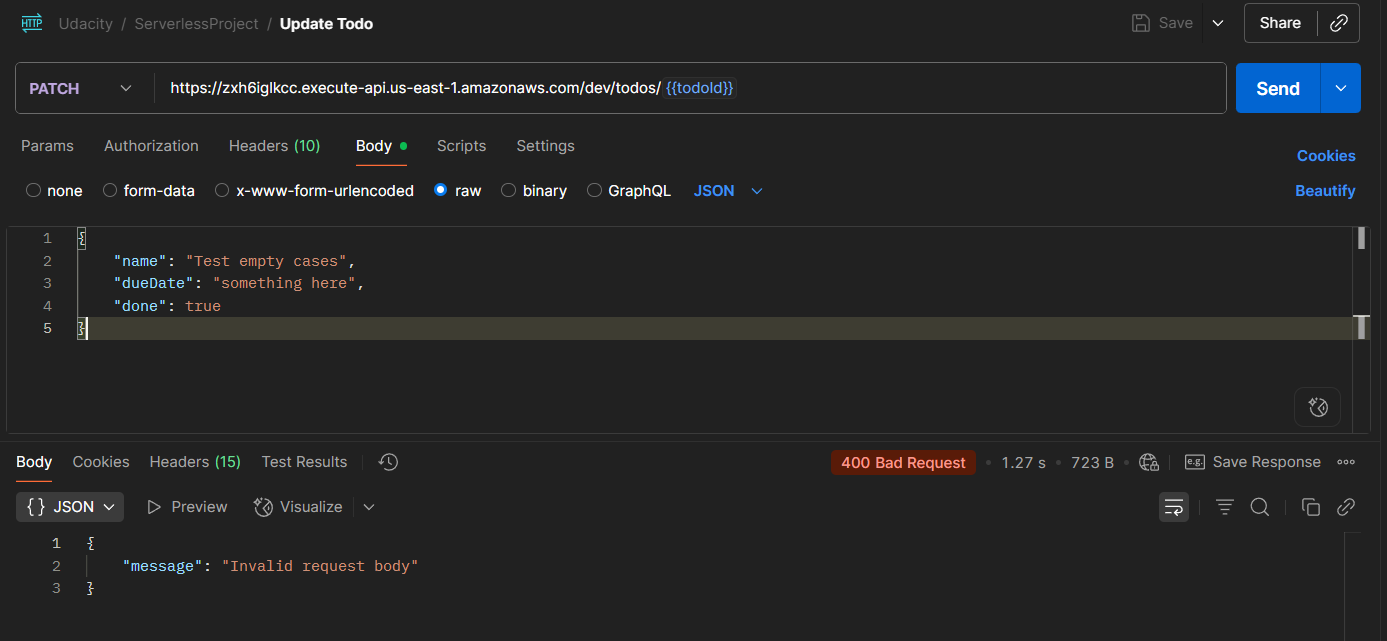 HTTP Udacity / ServerlessProject / Update Todo Save Share
PATCH https://zxh6iglkcc.execute-api.us-east-1.amazonaws.com/dev/todos/ {{todoId}} Send
Params Authorization Headers (10) Body Scripts Settings Cookies
none form-data x-www-form-urlencoded raw binary GraphQL JSON Beautify
1 {
2 "name": "Test empty cases",
3 "dueDate": "something here",
4 "done": true
5 }
Body Cookies Headers (15) Test Results 400 Bad Request • 1.27 s • 723 B • e.g. Save Response
{} JSON Preview Visualize
1 {
2 "message": "Invalid request body"
3 }